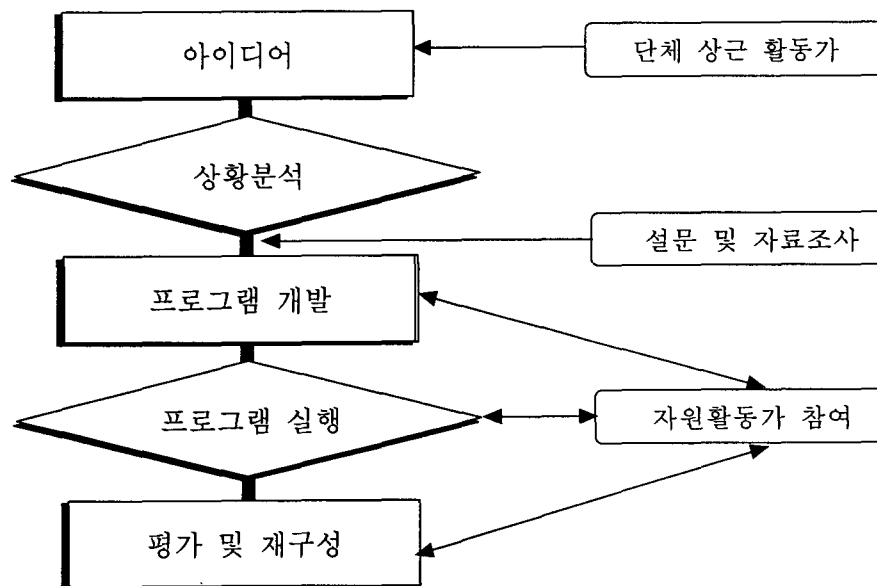 아이디어
단체 상근 활동가
상황분석
설문 및 자료조사
프로그램 개발
프로그램 실행
자원활동가 참여
평가 및 재구성